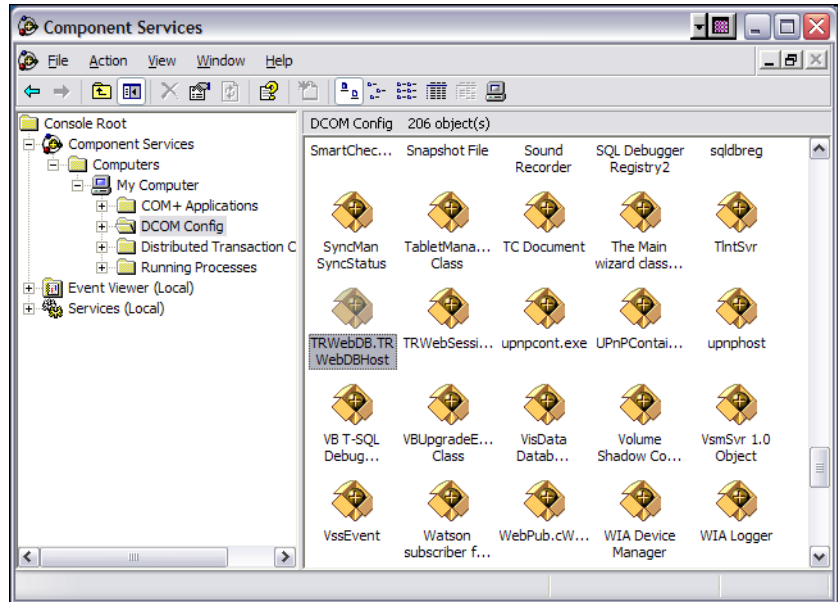 Component Services
File Action View Window Help
Console Root
Component Services
Computers
My Computer
COM+ Applications
DCOM Config
Distributed Transaction C
Running Processes
Event Viewer (Local)
Services (Local)
DCOM Config 206 object(s)
SmartChec... Snapshot File Sound SQL Debugger sqldbreg
Recorder Registry2
SyncMan TabletMana... TC Document The Main TlntSvr
SyncStatus Class wizard class...
TRWebDB.TR TRWebSessi... upnpcont.exe UPnPContai... upnphost
WebDBHost
VB T-SQL VBUpgradeE... VisData Volume VsmSvr 1.0
Debug... Class Datab... Shadow Co... Object
VssEvent Watson WebPub.cW... WIA Device WIA Logger
subscriber f... Manager